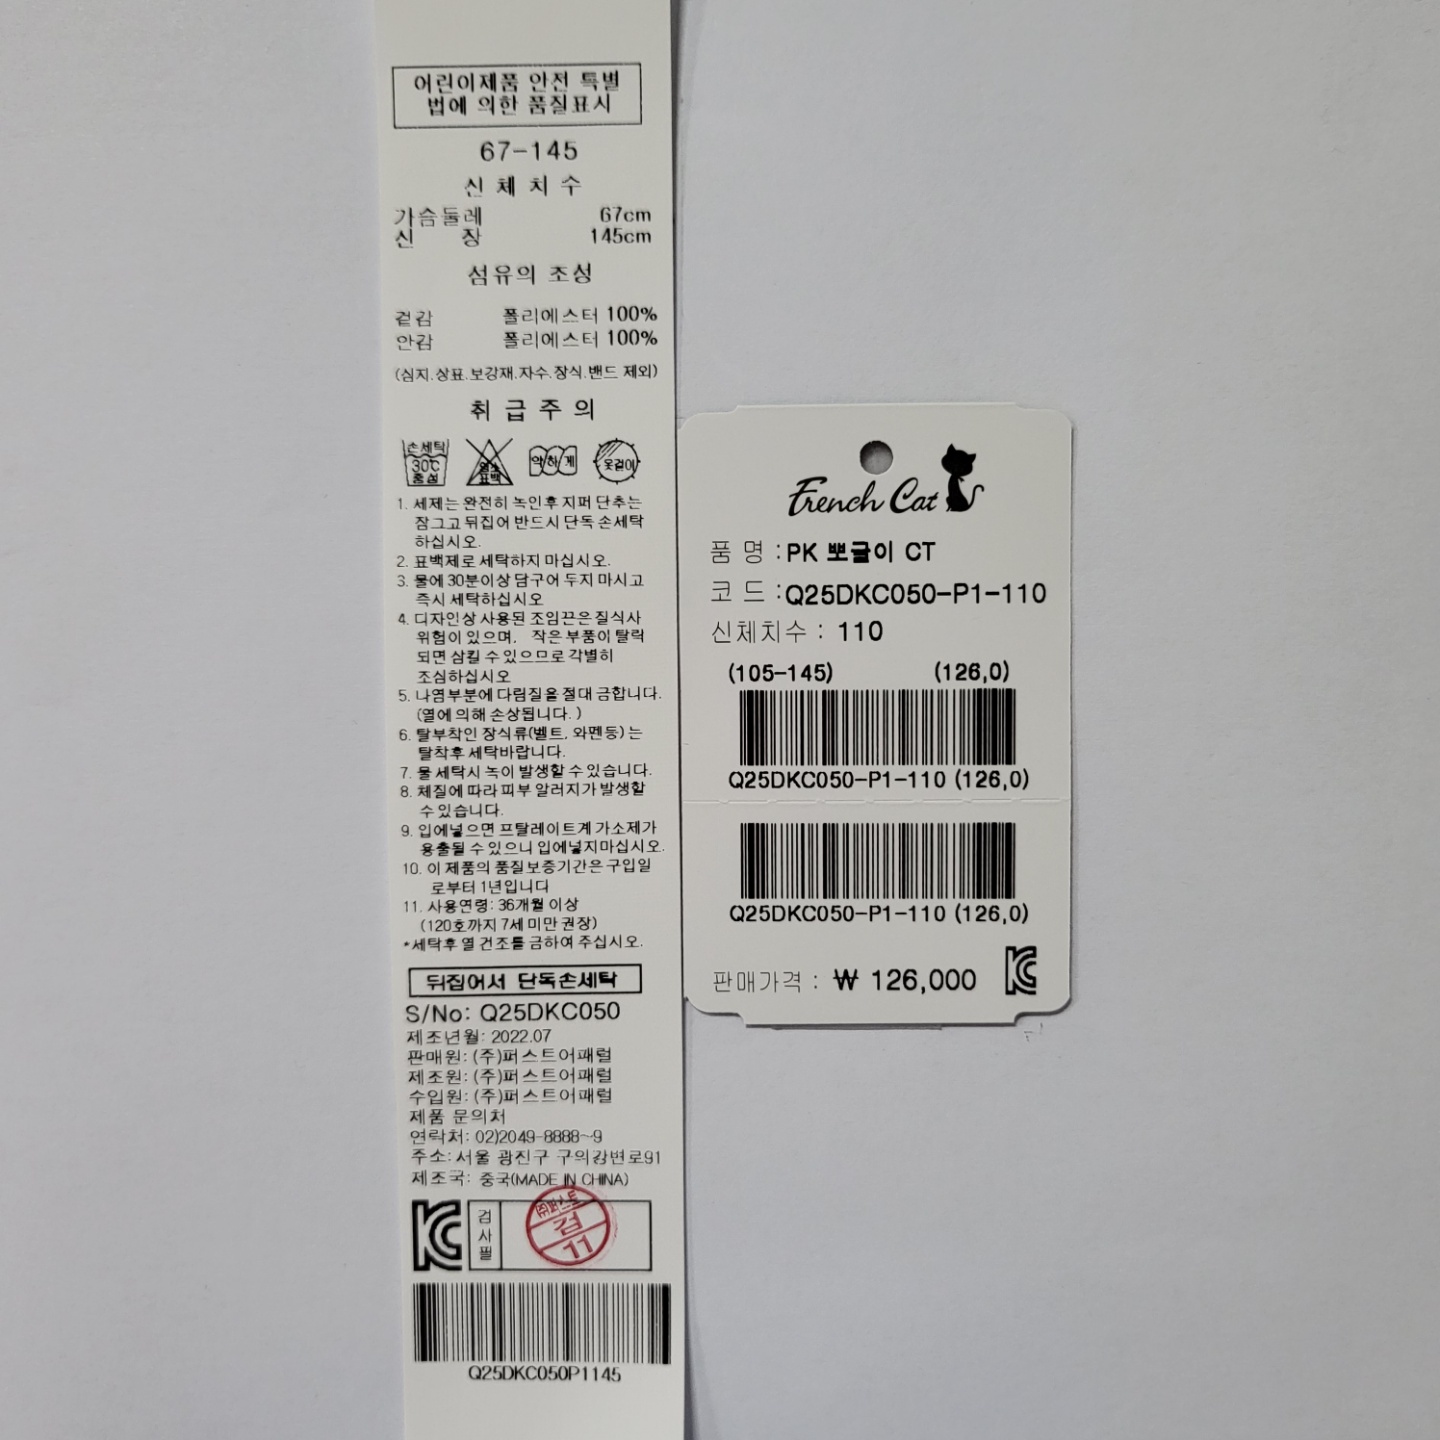 어린이제품 안전 특별
법에 의한 품질표시
67-145
신 체 치 수
가슴둘레 67cm
신 장 145cm
섬유의 조성
겉감 폴리에스터 100%
안감 폴리에스터 100%
(심지.상표.보강재.자수.장식.밴드 제외)
취 급 주 의
손세탁
30℃
중성
염소
표백
약하게
옷걸이
1. 세제는 완전히 녹인후 지퍼 단추는
잠그고 뒤집어 반드시 단독 손세탁
하십시오.
2. 표백제로 세탁하지 마십시오.
3. 물에 30분이상 담구어 두지 마시고
즉시 세탁하십시오
4. 디자인상 사용된 조임끈은 질식사
위험이 있으며, 작은 부품이 탈락
되면 삼킬 수 있으므로 각별히
조심하십시오
5. 나염부분에 다림질을 절대 금합니다.
(열에 의해 손상됩니다.)
6. 탈부착인 장식류(벨트, 와펜등)는
탈착후 세탁바랍니다.
7. 물 세탁시 녹이 발생할 수 있습니다.
8. 체질에 따라 피부 알러지가 발생할
수 있습니다.
9. 입에넣으면 프탈레이트계 가소제가
용출될 수 있으니 입에넣지마십시오.
10. 이 제품의 품질보증기간은 구입일
로부터 1년입니다
11. 사용연령: 36개월 이상
(120호까지 7세 미만 권장)
*세탁후 열 건조를 금하여 주십시오.
뒤집어서 단독손세탁
S/No: Q25DKC050
제조년월: 2022.07
판매원: (주)퍼스트어패럴
제조원: (주)퍼스트어패럴
수입원: (주)퍼스트어패럴
제품 문의처
연락처: 02)2049-8888~9
주소: 서울 광진구 구의강변로91
제조국: 중국(MADE IN CHINA)
KC
검사필
㈜퍼스트
검
11
Q25DKC050P1145
French Cat
품 명 : PK 뽀글이 CT
코 드 : Q25DKC050-P1-110
신체치수 : 110
(105-145) (126,0)
Q25DKC050-P1-110 (126,0)
Q25DKC050-P1-110 (126,0)
판매가격 : ₩ 126,000
KC